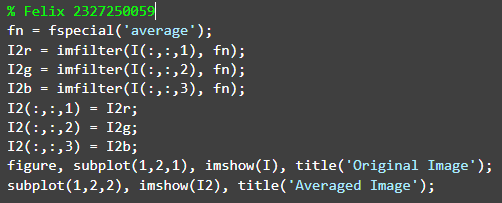 % Felix 2327250059
fn = fspecial('average');
I2r = imfilter(I(:,:,1), fn);
I2g = imfilter(I(:,:,2), fn);
I2b = imfilter(I(:,:,3), fn);
I2(:,:,1) = I2r;
I2(:,:,2) = I2g;
I2(:,:,3) = I2b;
figure, subplot(1,2,1), imshow(I), title('Original Image');
subplot(1,2,2), imshow(I2), title('Averaged Image');